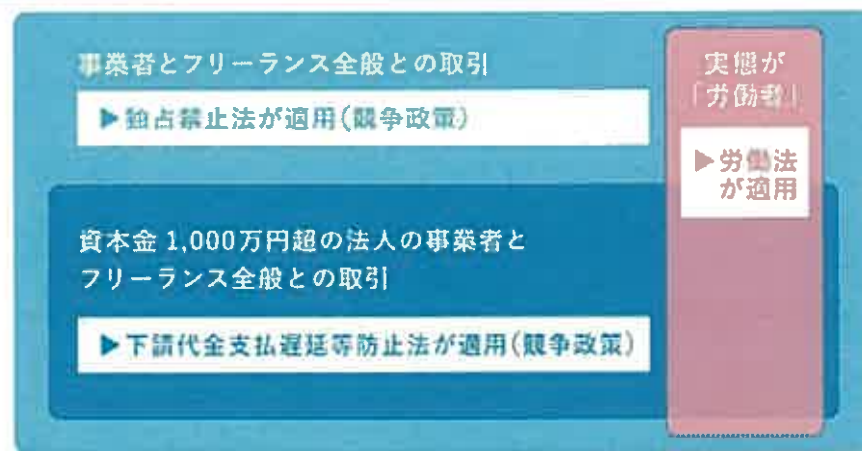 事業者とフリーランス全般との取引
▶独占禁止法が適用(競争政策)
資本金1,000万円超の法人の事業者と
フリーランス全般との取引
▶下請代金支払遅延等防止法が適用(競争政策)
実態が
「労働者」
▶労働法
が適用